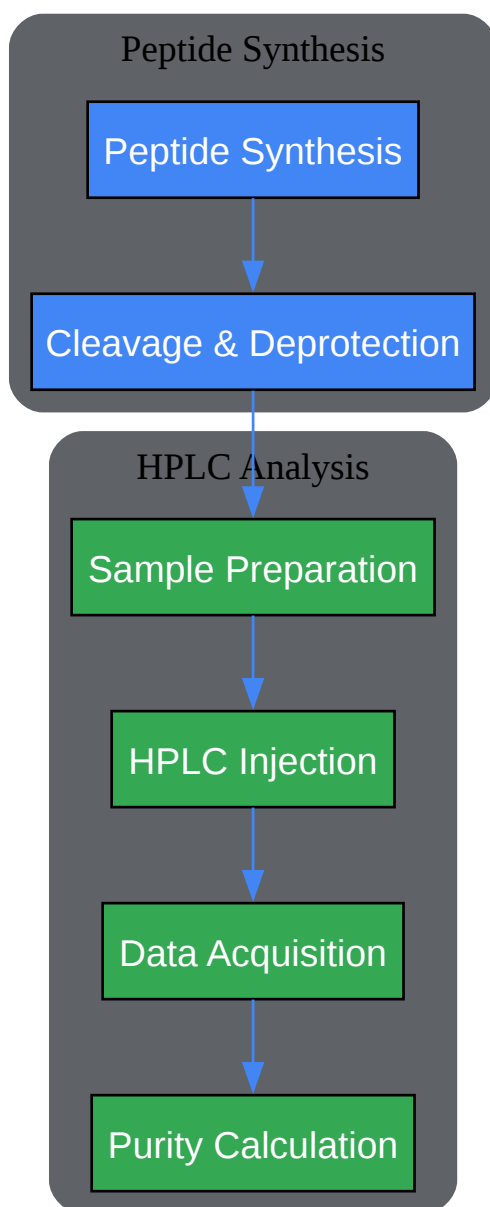 Peptide Synthesis
Peptide Synthesis
Cleavage & Deprotection
HPLC Analysis
Sample Preparation
HPLC Injection
Data Acquisition
Purity Calculation